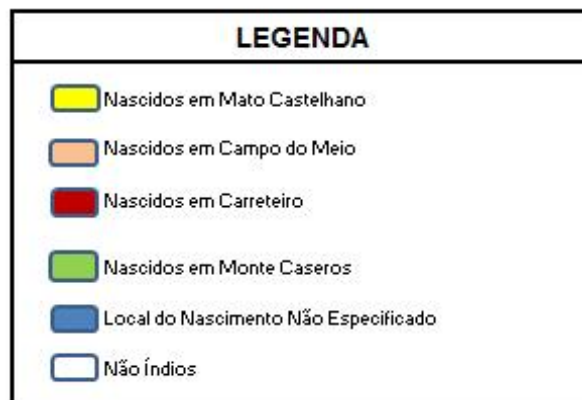 LEGENDA
Nascidos em Mato Castelhano
Nascidos em Campo do Meio
Nascidos em Carreteiro
Nascidos em Monte Caseros
Local do Nascimento Não Especificado
Não Índios